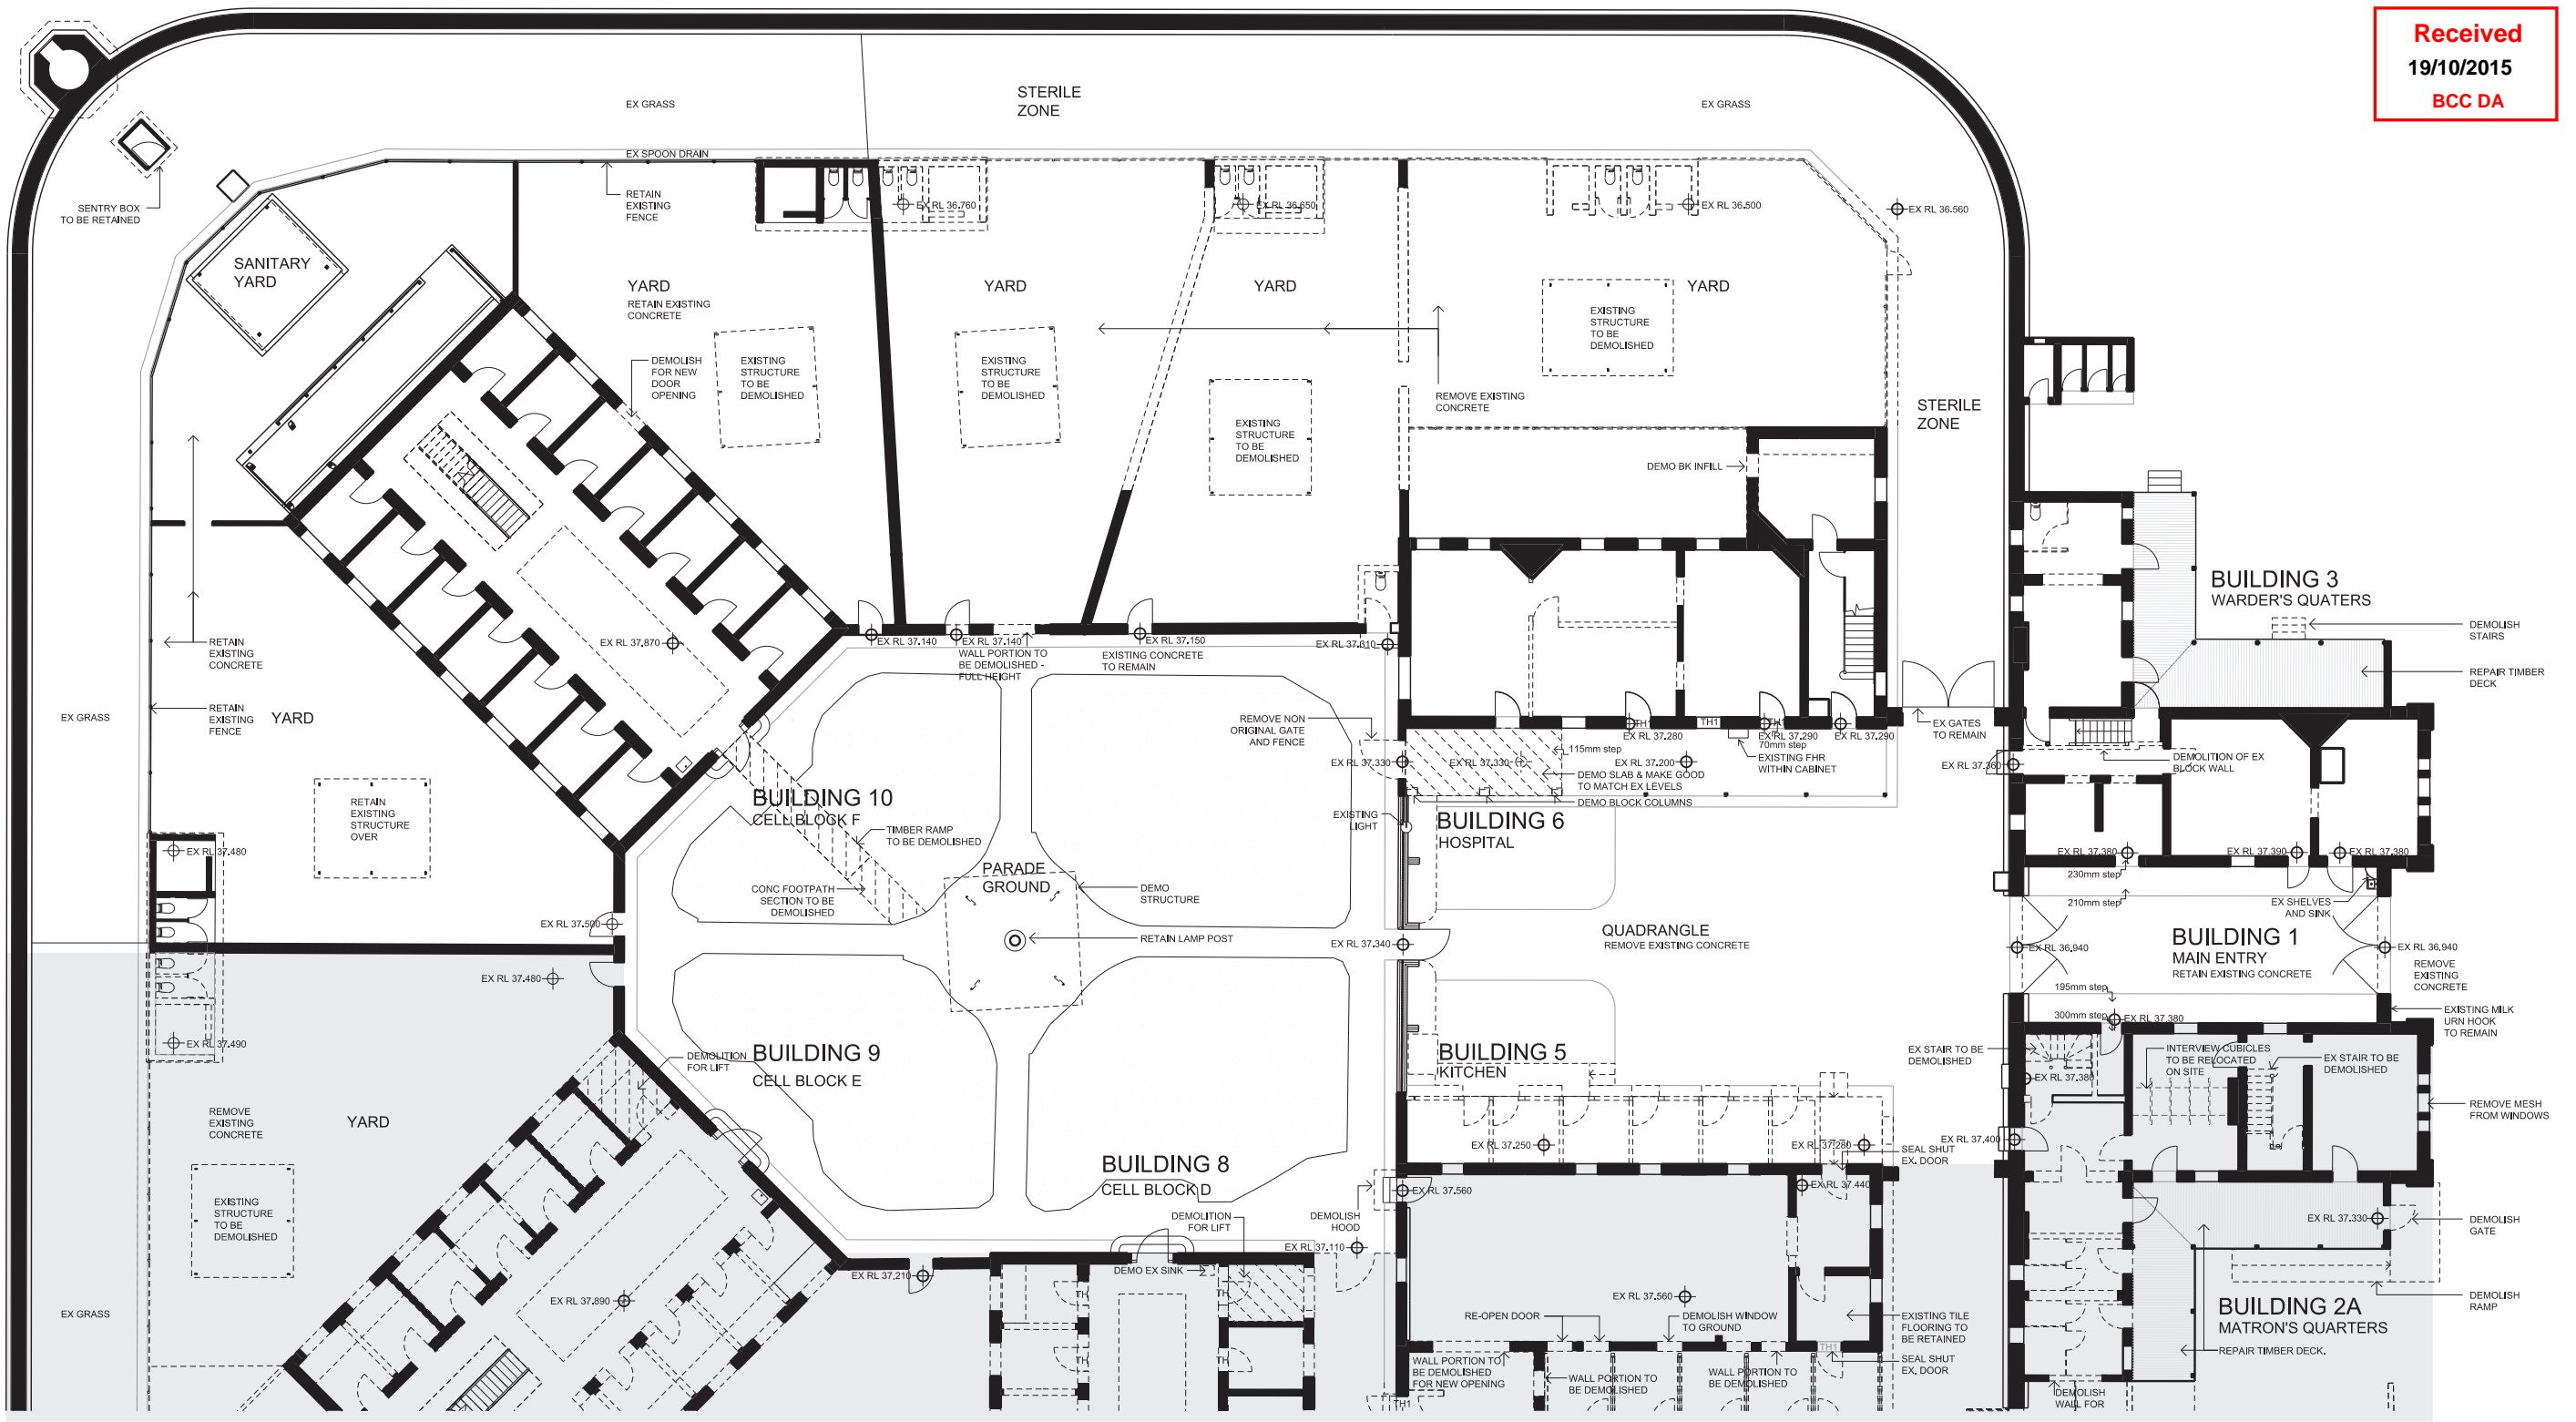 Received
19/10/2015
BCC DA
STERILE
ZONE
EX GRASS
EX GRASS
EX SPOON DRAIN
SENTRY BOX
TO BE RETAINED
RETAIN
EXISTING
FENCE
EX RL 36.760
EX RL 36.650
EX RL 36.500
EX RL 36.560
SANITARY
YARD
YARD
RETAIN EXISTING
CONCRETE
YARD
YARD
YARD
DEMOLISH
FOR NEW
DOOR
OPENING
EXISTING
STRUCTURE
TO BE
DEMOLISHED
EXISTING
STRUCTURE
TO BE
DEMOLISHED
EXISTING
STRUCTURE
TO BE
DEMOLISHED
EXISTING
STRUCTURE
TO BE
DEMOLISHED
REMOVE EXISTING
CONCRETE
STERILE
ZONE
DEMO BK INFILL
BUILDING 3
WARDER'S QUATERS
DEMOLISH
STAIRS
REPAIR TIMBER
DECK
RETAIN
EXISTING
CONCRETE
RETAIN
EXISTING
FENCE
EX GRASS
YARD
EX RL 37.870
EX RL 37.140
EX RL 37.140
WALL PORTION TO
BE DEMOLISHED -
FULL HEIGHT
EX RL 37.150
EXISTING CONCRETE
TO REMAIN
EX RL 37.610
REMOVE NON
ORIGINAL GATE
AND FENCE
EX RL 37.330
EX RL 37.330
115mm step
TH1
EX RL 37.280
TH1
TH1
EX RL 37.290
70mm step
EX RL 37.290
EX RL 37.200
EXISTING FHR
WITHIN CABINET
DEMO SLAB & MAKE GOOD
TO MATCH EX LEVELS
DEMO BLOCK COLUMNS
EX GATES
TO REMAIN
EX RL 37.360
DEMOLITION OF EX
BLOCK WALL
RETAIN
EXISTING
STRUCTURE
OVER
BUILDING 10
CELL BLOCK F
TIMBER RAMP
TO BE DEMOLISHED
EXISTING
LIGHT
BUILDING 6
HOSPITAL
EX RL 37.480
PARADE
GROUND
CONC FOOTPATH
SECTION TO BE
DEMOLISHED
DEMO
STRUCTURE
RETAIN LAMP POST
EX RL 37.380
EX RL 37.390
EX RL 37.380
230mm step
210mm step
EX SHELVES
AND SINK
EX RL 37.500
EX RL 37.340
QUADRANGLE
REMOVE EXISTING CONCRETE
BUILDING 1
MAIN ENTRY
RETAIN EXISTING CONCRETE
EX RL 36.940
EX RL 36.940
REMOVE
EXISTING
CONCRETE
EX RL 37.480
EX RL 37.490
195mm step
300mm step
EX RL 37.380
EXISTING MILK
URN HOOK
TO REMAIN
DEMOLITION
FOR LIFT
BUILDING 9
CELL BLOCK E
BUILDING 5
KITCHEN
EX STAIR TO BE
DEMOLISHED
INTERVIEW CUBICLES
TO BE RELOCATED
ON SITE
EX STAIR TO BE
DEMOLISHED
EX RL 37.380
REMOVE MESH
FROM WINDOWS
REMOVE
EXISTING
CONCRETE
YARD
EX RL 37.250
EX RL 37.260
SEAL SHUT
EX. DOOR
EX RL 37.400
BUILDING 8
CELL BLOCK D
EX RL 37.560
EX RL 37.440
EXISTING
STRUCTURE
TO BE
DEMOLISHED
DEMOLITION
FOR LIFT
DEMOLISH
HOOD
EX RL 37.110
EX RL 37.330
DEMOLISH
GATE
EX RL 37.210
DEMO EX SINK
EX RL 37.890
EX GRASS
EX RL 37.560
RE-OPEN DOOR
DEMOLISH WINDOW
TO GROUND
EXISTING TILE
FLOORING TO
BE RETAINED
BUILDING 2A
MATRON'S QUARTERS
DEMOLISH
RAMP
REPAIR TIMBER DECK.
TH
TH
TH
TH
TH1
SEAL SHUT
EX. DOOR
WALL PORTION TO
BE DEMOLISHED
FOR NEW OPENING
WALL PORTION TO
BE DEMOLISHED
WALL PORTION TO
BE DEMOLISHED
DEMOLISH
WALL FOR
TH1